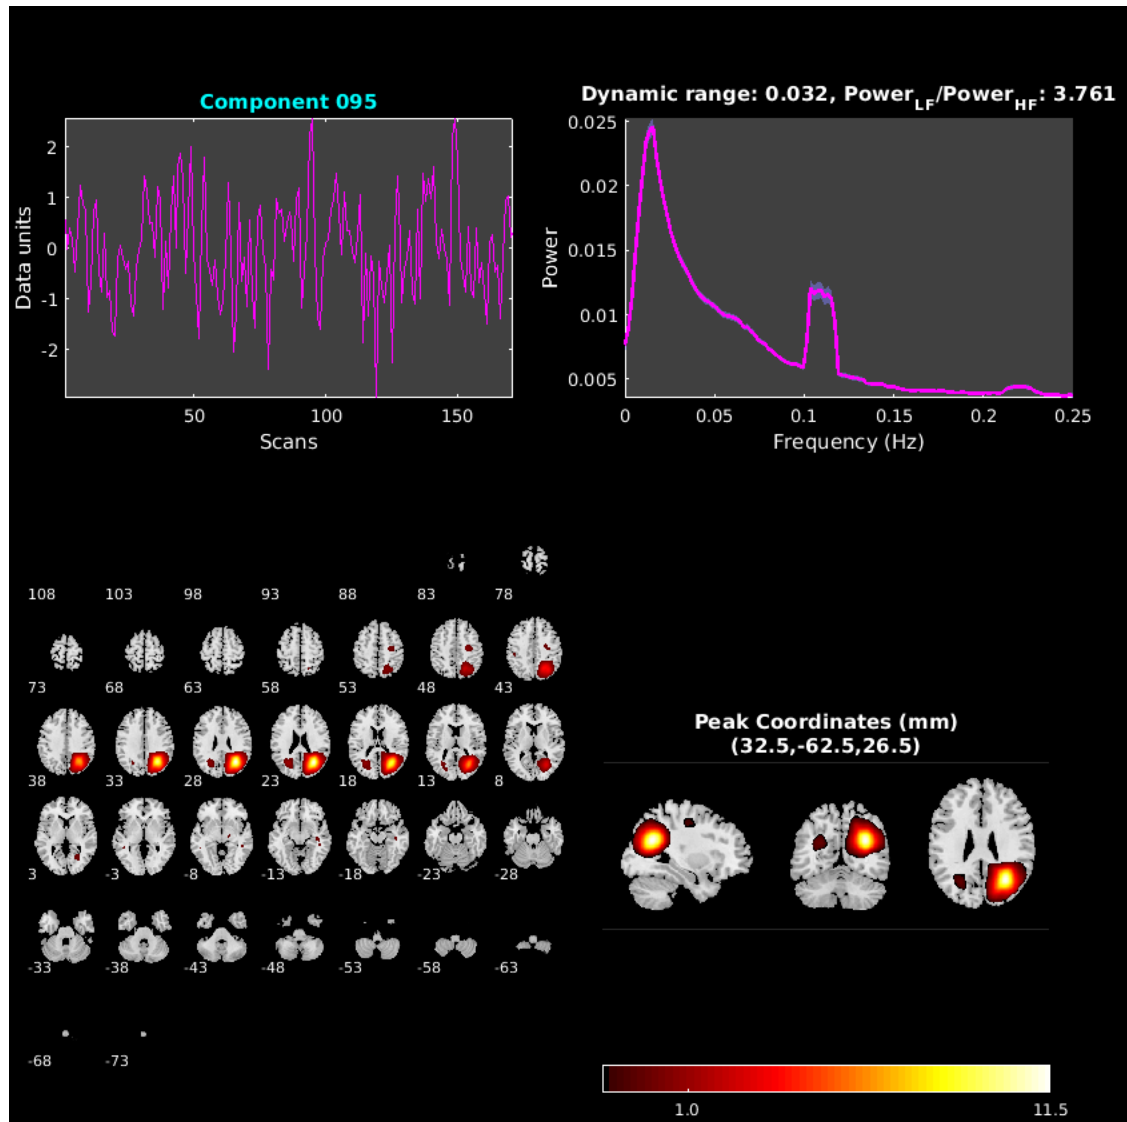 Component 095
Data units
2
1
0
-1
-2
50 100 150
Scans
Dynamic range: 0.032, Power_LF/Power_HF: 3.761
Power
0.025
0.02
0.015
0.01
0.005
0 0.05 0.1 0.15 0.2 0.25
Frequency (Hz)
108 103 98 93 88 83 78
73 68 63 58 53 48 43
38 33 28 23 18 13 8
3 -3 -8 -13 -18 -23 -28
-33 -38 -43 -48 -53 -58 -63
-68 -73
Peak Coordinates (mm)
(32.5,-62.5,26.5)
1.0 11.5